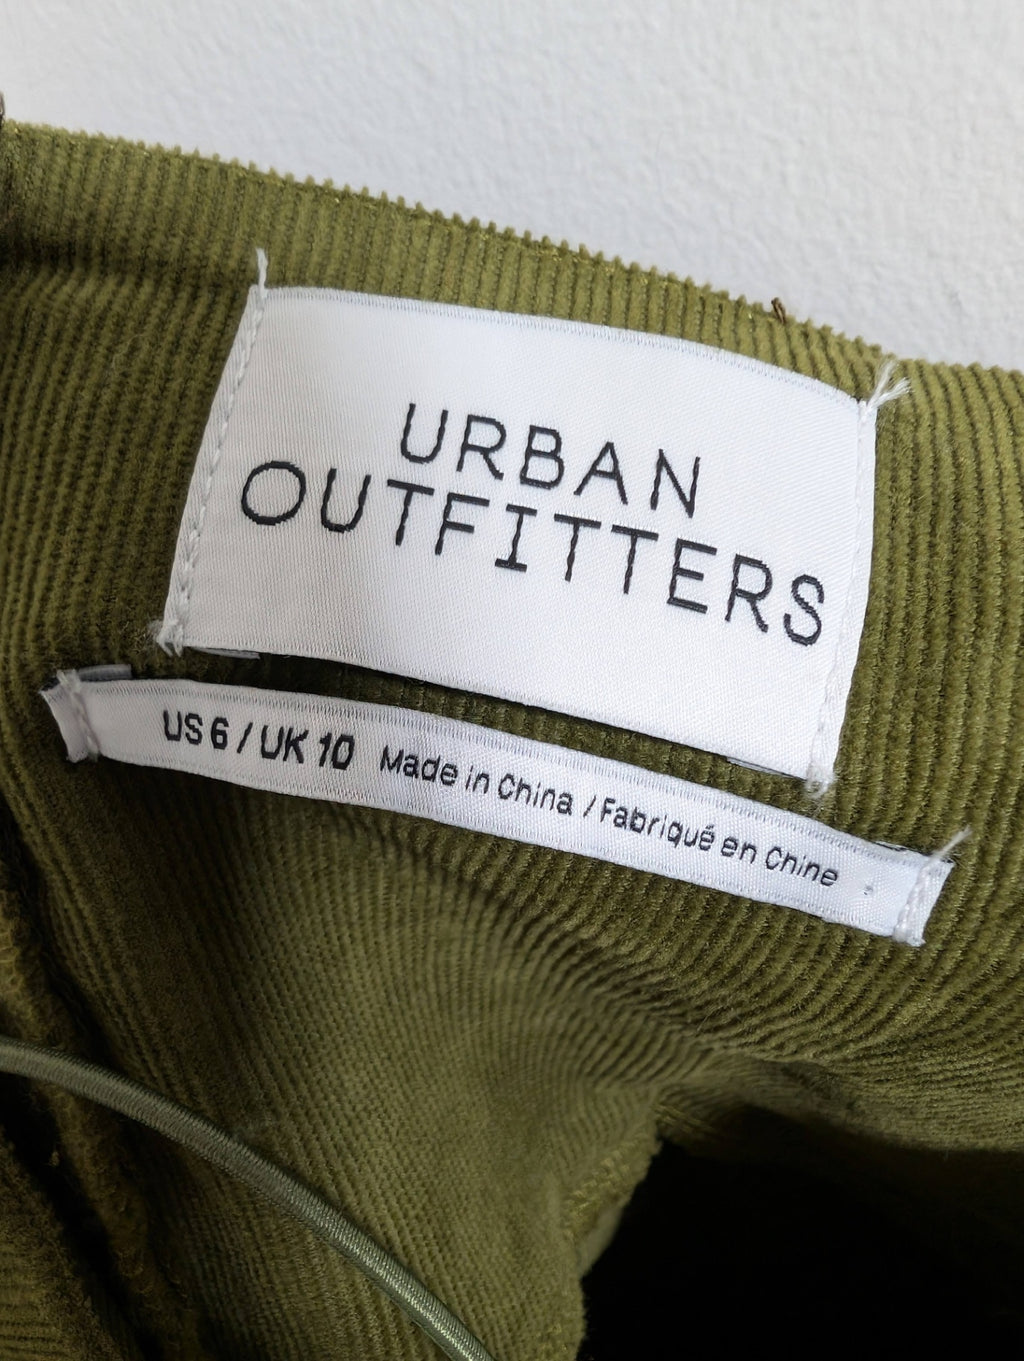 URBAN
OUTFITTERS
US 6 / UK 10 Made in China / Fabriqué en Chine